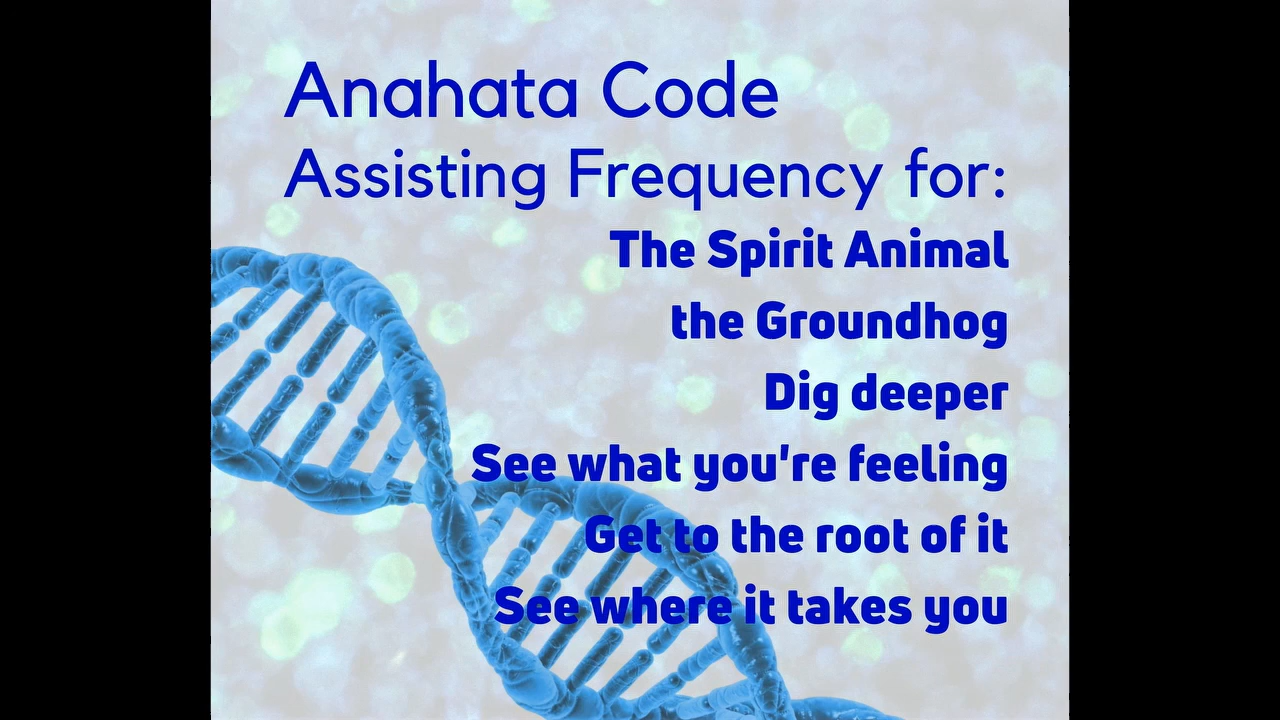 Anahata Code
Assisting Frequency for:
The Spirit Animal
the Groundhog
Dig deeper
See what you're feeling
Get to the root of it
See where it takes you